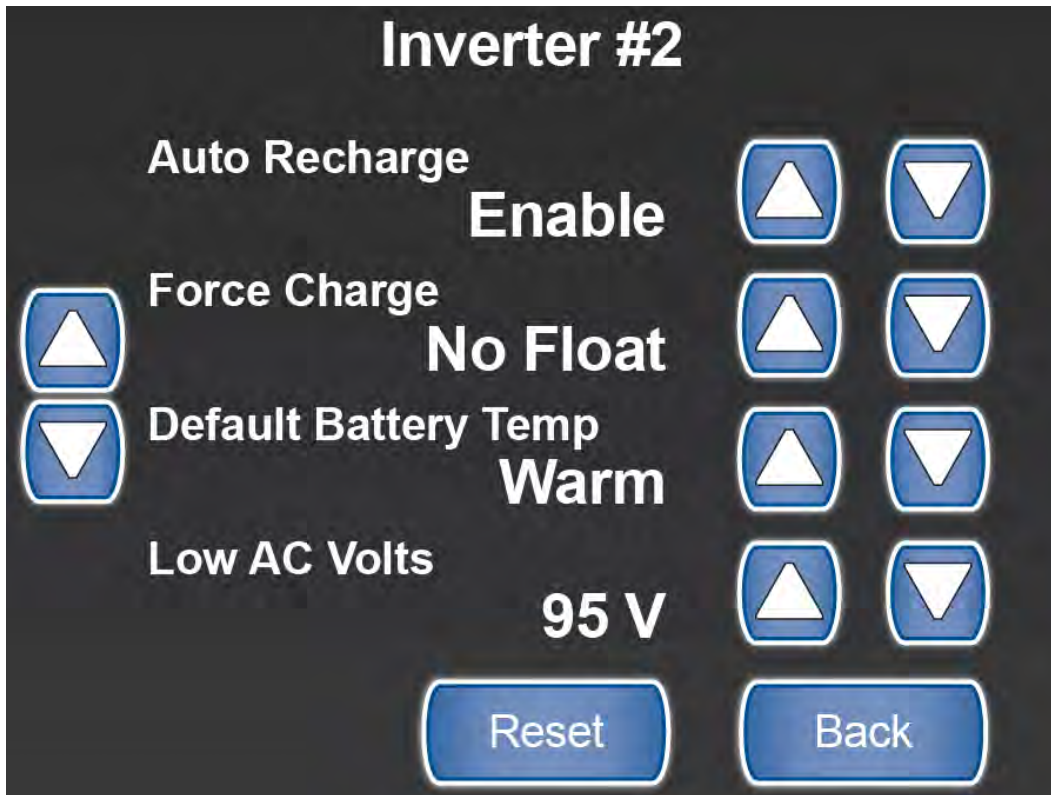 Inverter #2
Auto Recharge
Enable
Force Charge
No Float
Default Battery Temp
Warm
Low AC Volts
95 V
Reset
Back